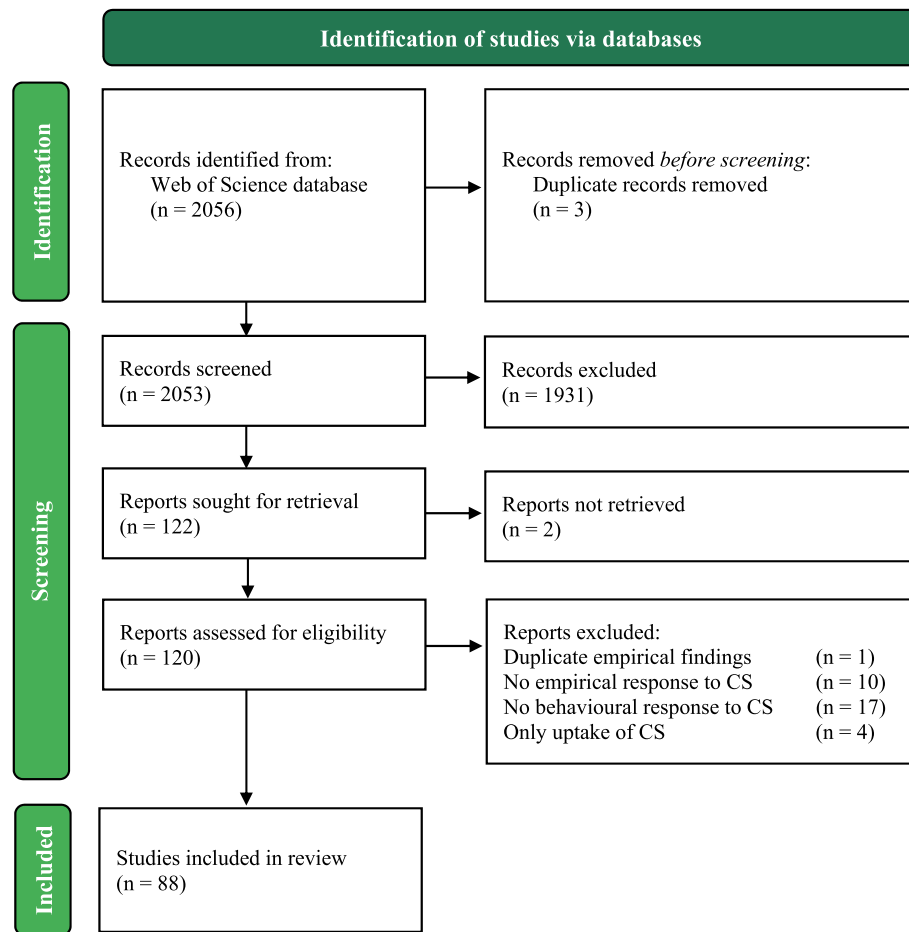 Identification of studies via databases
Identification
Records identified from:
Web of Science database
(n = 2056)
Records removed before screening:
Duplicate records removed
(n = 3)
Screening
Records screened
(n = 2053)
Records excluded
(n = 1931)
Reports sought for retrieval
(n = 122)
Reports not retrieved
(n = 2)
Reports assessed for eligibility
(n = 120)
Reports excluded:
Duplicate empirical findings (n = 1)
No empirical response to CS (n = 10)
No behavioural response to CS (n = 17)
Only uptake of CS (n = 4)
Included
Studies included in review
(n = 88)